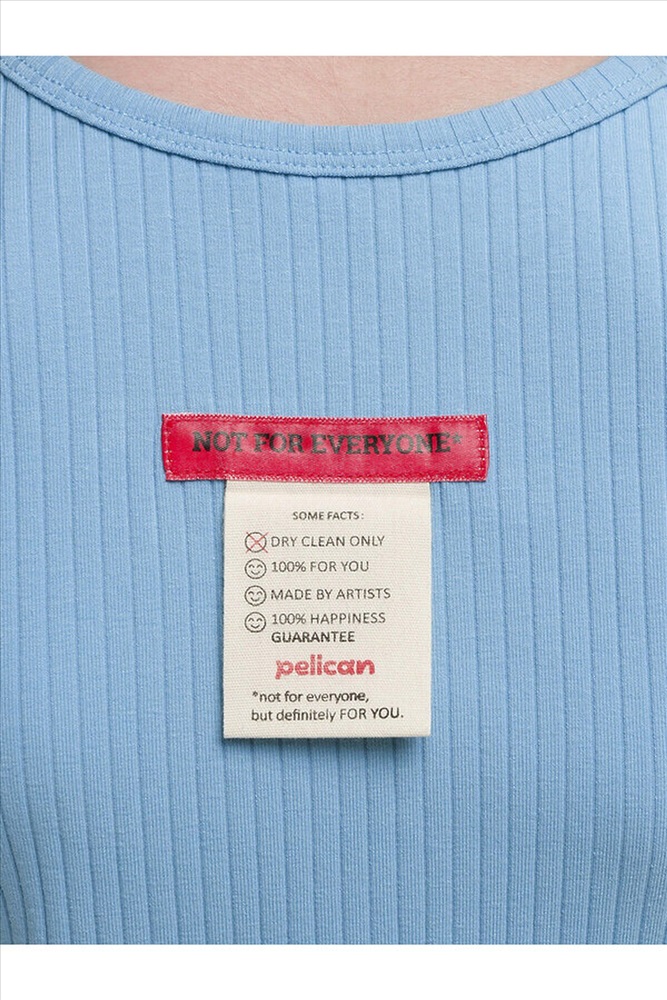 NOT FOR EVERYONE*
SOME FACTS:
DRY CLEAN ONLY
100% FOR YOU
MADE BY ARTISTS
100% HAPPINESS
GUARANTEE
pelican
*not for everyone,
but definitely FOR YOU.